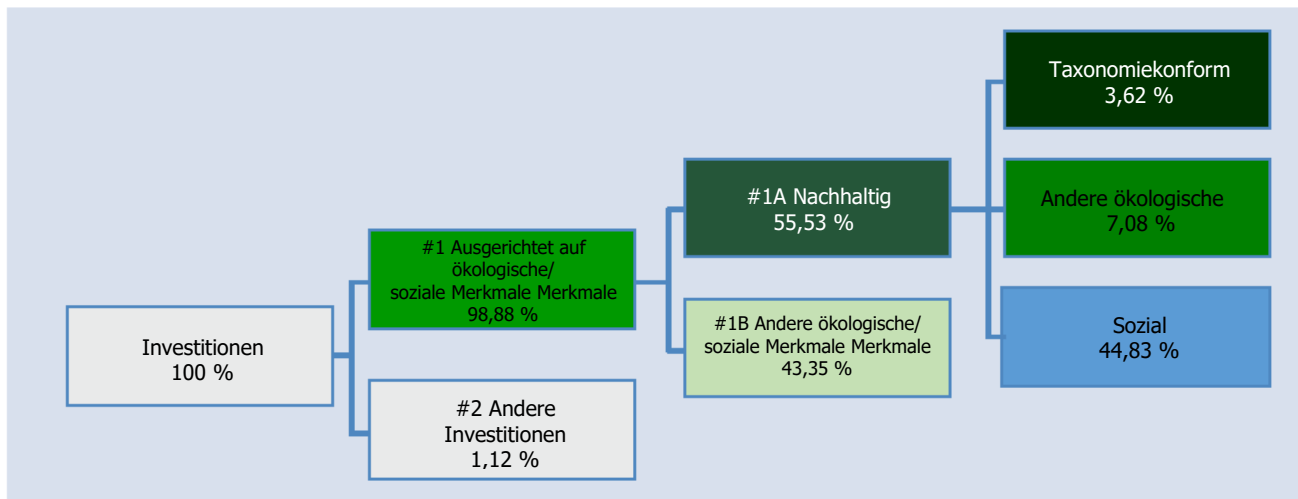 Investitionen
100 %
#1 Ausgerichtet auf
ökologische/
soziale Merkmale Merkmale
98,88 %
#2 Andere
Investitionen
1,12 %
#1A Nachhaltig
55,53 %
#1B Andere ökologische/
soziale Merkmale Merkmale
43,35 %
Taxonomiekonform
3,62 %
Andere ökologische
7,08 %
Sozial
44,83 %